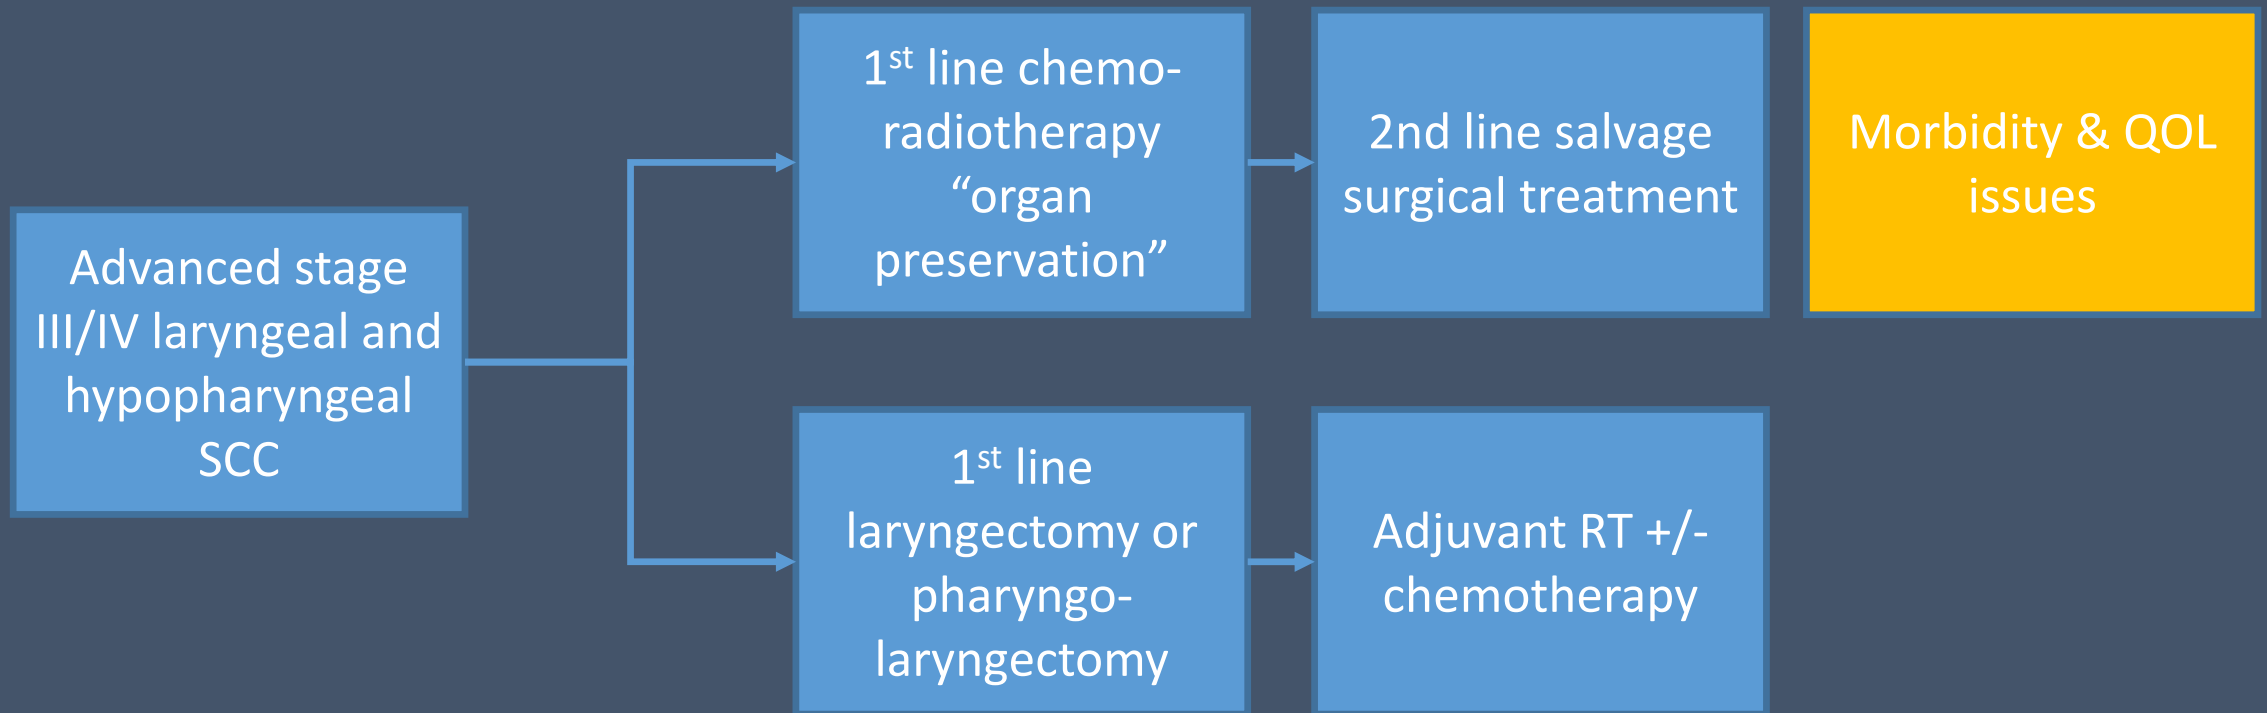 Advanced stage
III/IV laryngeal and
hypopharyngeal
SCC
1st line chemo-
radiotherapy
“organ
preservation”
2nd line salvage
surgical treatment
Morbidity & QOL
issues
1st line
laryngectomy or
pharyngo-
laryngectomy
Adjuvant RT +/-
chemotherapy